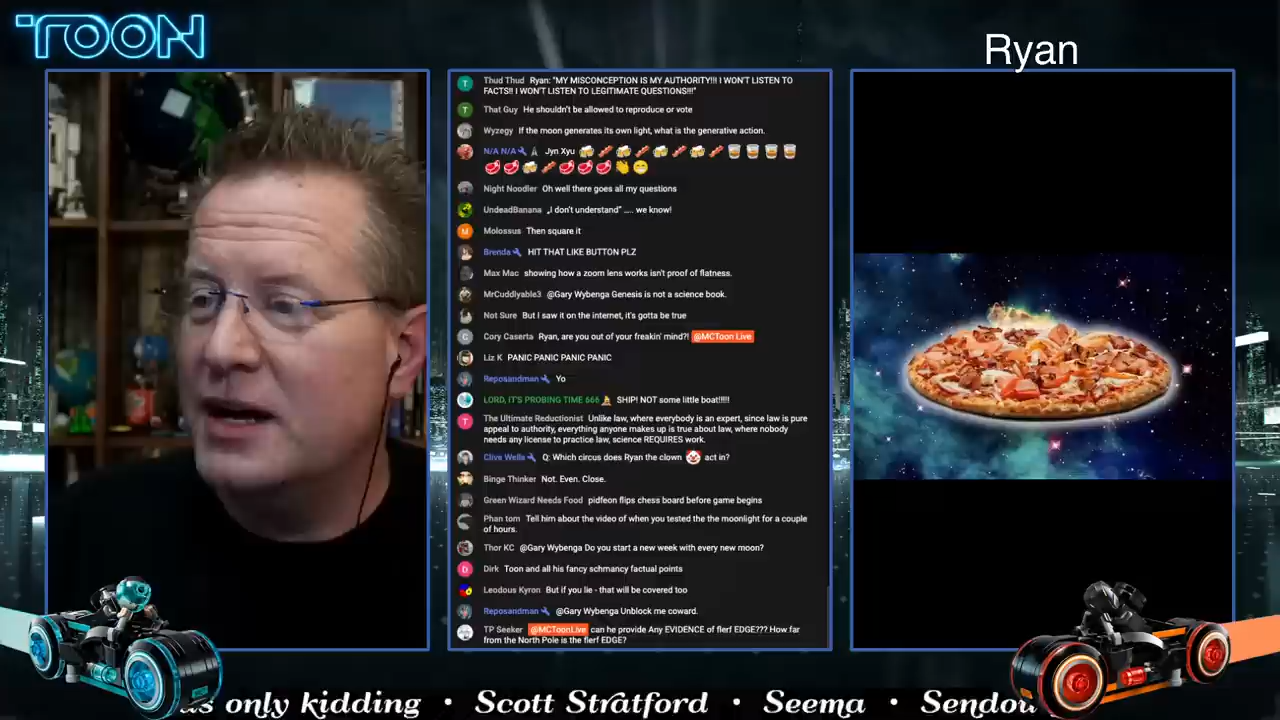 TOON
Ryan
Thud Thud Ryan: "MY MISCONCEPTION IS MY AUTHORITY!!! I WON'T LISTEN TO
FACTS!! I WON'T LISTEN TO LEGITIMATE QUESTIONS!!!"
That Guy He shouldn't be allowed to reproduce or vote
Wyzegy If the moon generates its own light, what is the generative action.
N/A N/A Jyn Xyu
Night Noodler Oh well there goes all my questions
UndeadBanana „I don't understand" .... we know!
Molossus Then square it
Brenda HIT THAT LIKE BUTTON PLZ
Max Mac showing how a zoom lens works isn't proof of flatness.
MrCuddlyable3 @Gary Wybenga Genesis is not a science book.
Not Sure But I saw it on the internet, it's gotta be true
Cory Caserta Ryan, are you out of your freakin' mind?! @MCToon Live
Liz K PANIC PANIC PANIC PANIC
Reposandman Yo
LORD, IT'S PROBING TIME 666 SHIP! NOT some little boat!!!!!
The Ultimate Reductionist Unlike law, where everybody is an expert, since law is pure
appeal to authority, everything anyone makes up is true about law, where nobody
needs any license to practice law, science REQUIRES work.
Clive Wells Q: Which circus does Ryan the clown act in?
Binge Thinker Not. Even. Close.
Green Wizard Needs Food pidfeon flips chess board before game begins
Phan tom Tell him about the video of when you tested the the moonlight for a couple
of hours.
Thor KC @Gary Wybenga Do you start a new week with every new moon?
Dirk Toon and all his fancy schmancy factual points
Leodous Kyron But if you lie - that will be covered too
Reposandman @Gary Wybenga Unblock me coward.
TP Seeker @MCToonLive can he provide Any EVIDENCE of flerf EDGE??? How far
from the North Pole is the flerf EDGE?
only kidding • Scott Stratford • Seema •